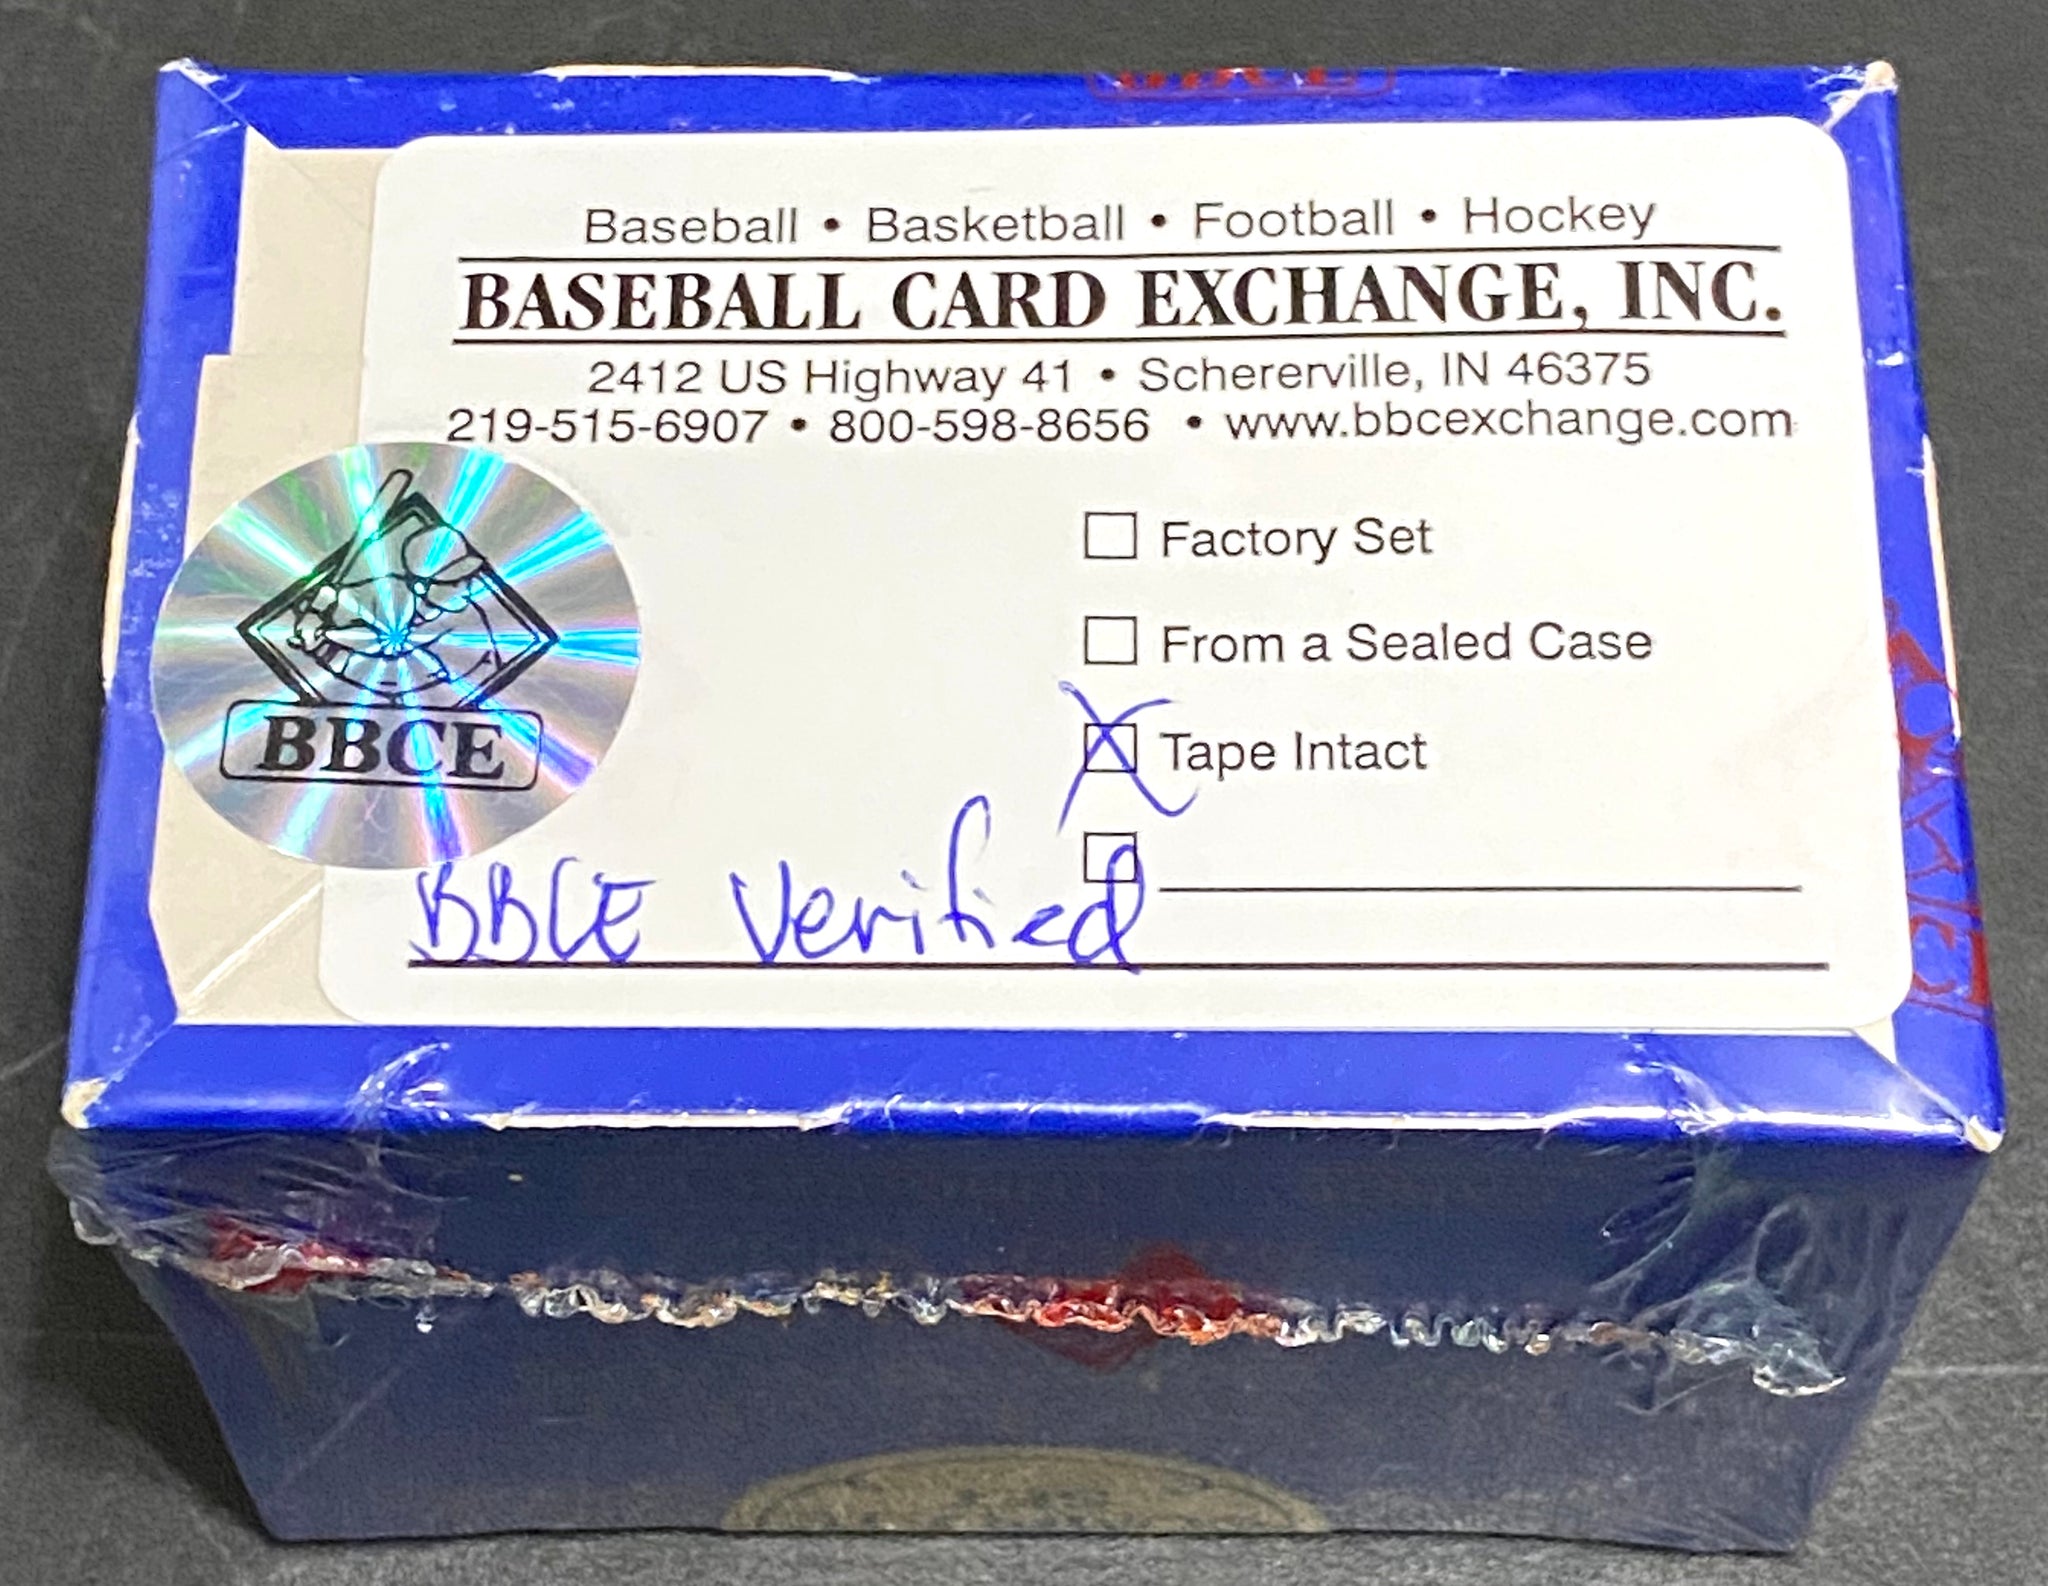 Baseball • Basketball • Football • Hockey
BASEBALL CARD EXCHANGE, INC.
2412 US Highway 41 • Schererville, IN 46375
219-515-6907 • 800-598-8656 • www.bbcexchange.com
Factory Set
From a Sealed Case
Tape Intact
BBCE
BBCE Verified